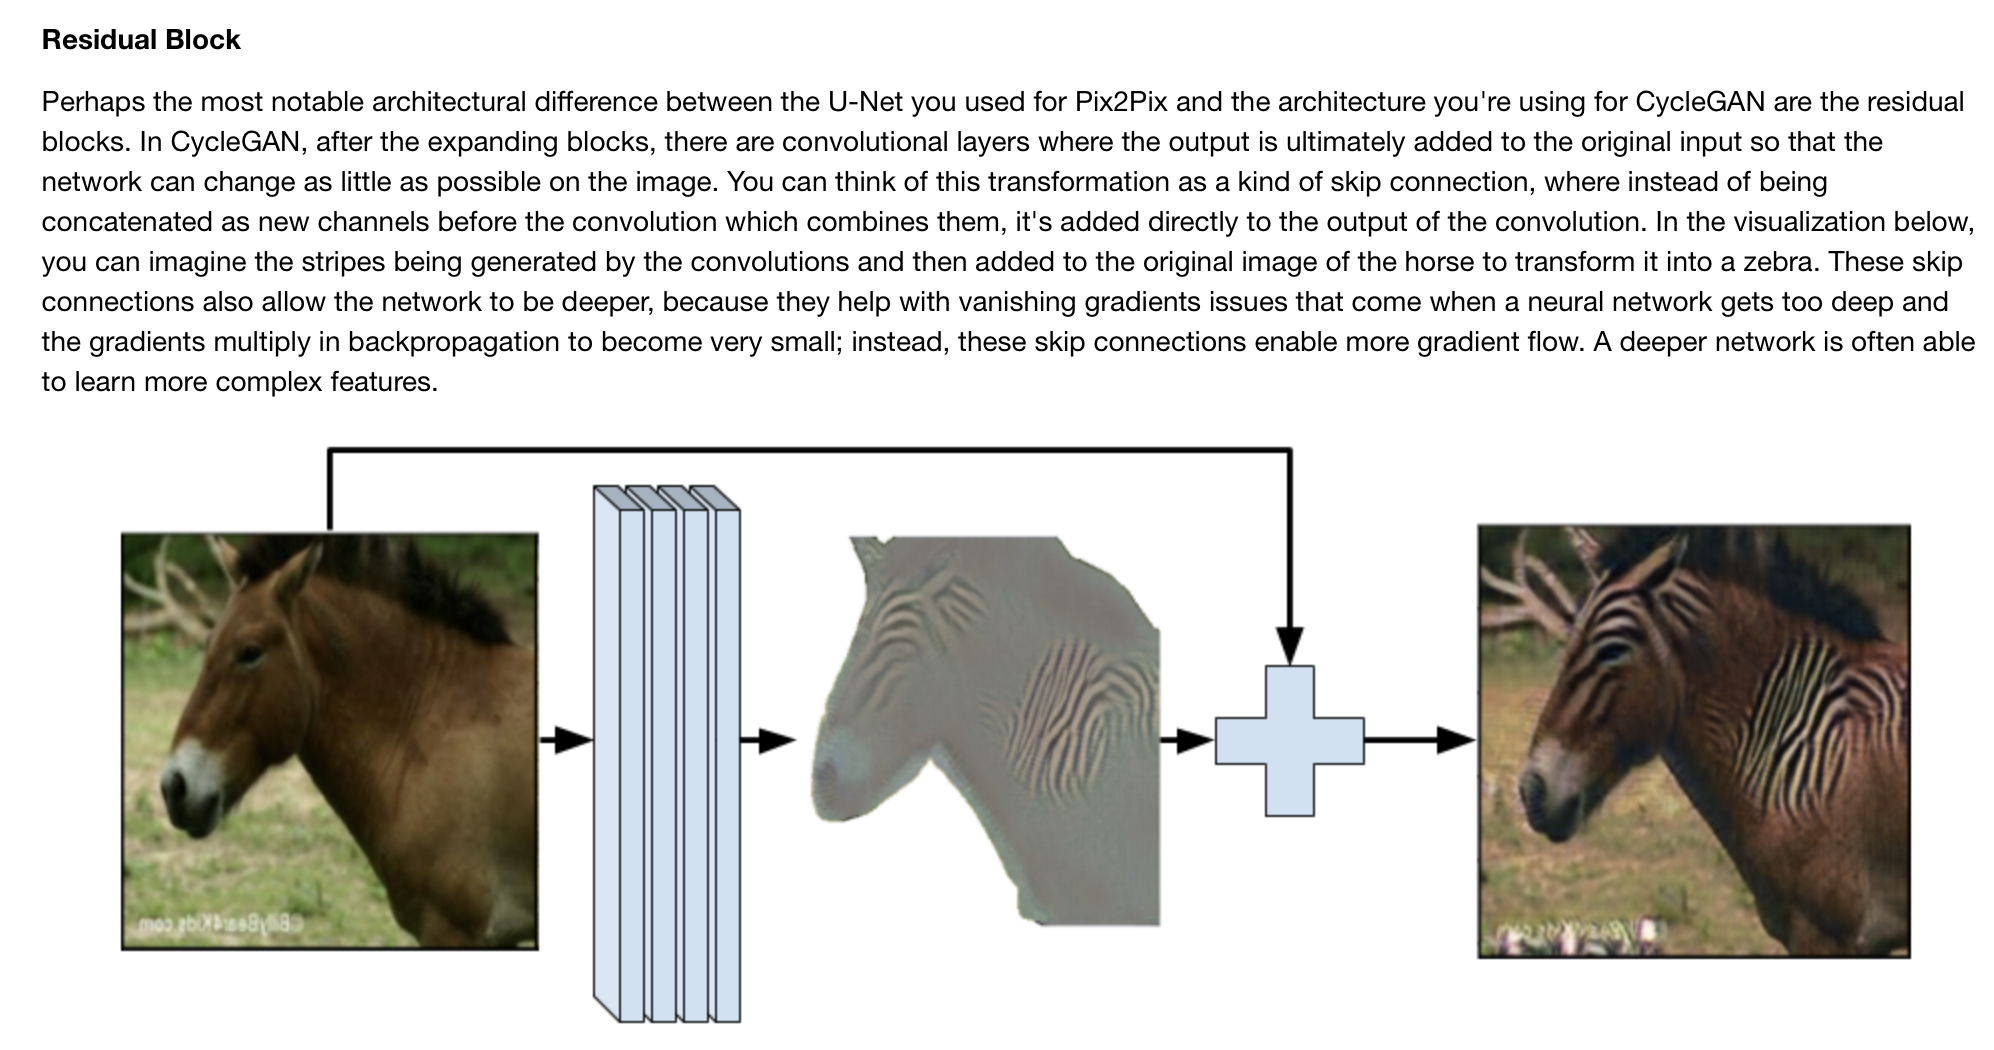 Residual Block
Perhaps the most notable architectural difference between the U-Net you used for Pix2Pix and the architecture you're using for CycleGAN are the residual
blocks. In CycleGAN, after the expanding blocks, there are convolutional layers where the output is ultimately added to the original input so that the
network can change as little as possible on the image. You can think of this transformation as a kind of skip connection, where instead of being
concatenated as new channels before the convolution which combines them, it's added directly to the output of the convolution. In the visualization below,
you can imagine the stripes being generated by the convolutions and then added to the original image of the horse to transform it into a zebra. These skip
connections also allow the network to be deeper, because they help with vanishing gradients issues that come when a neural network gets too deep and
the gradients multiply in backpropagation to become very small; instead, these skip connections enable more gradient flow. A deeper network is often able
to learn more complex features.
©BillyBear4Kids.com